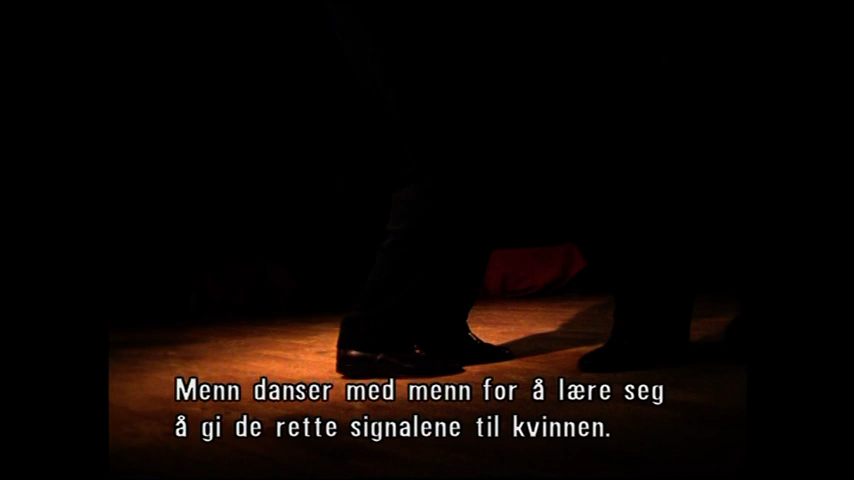 Menn danser med menn for å lære seg
å gi de rette signalene til kvinnen.